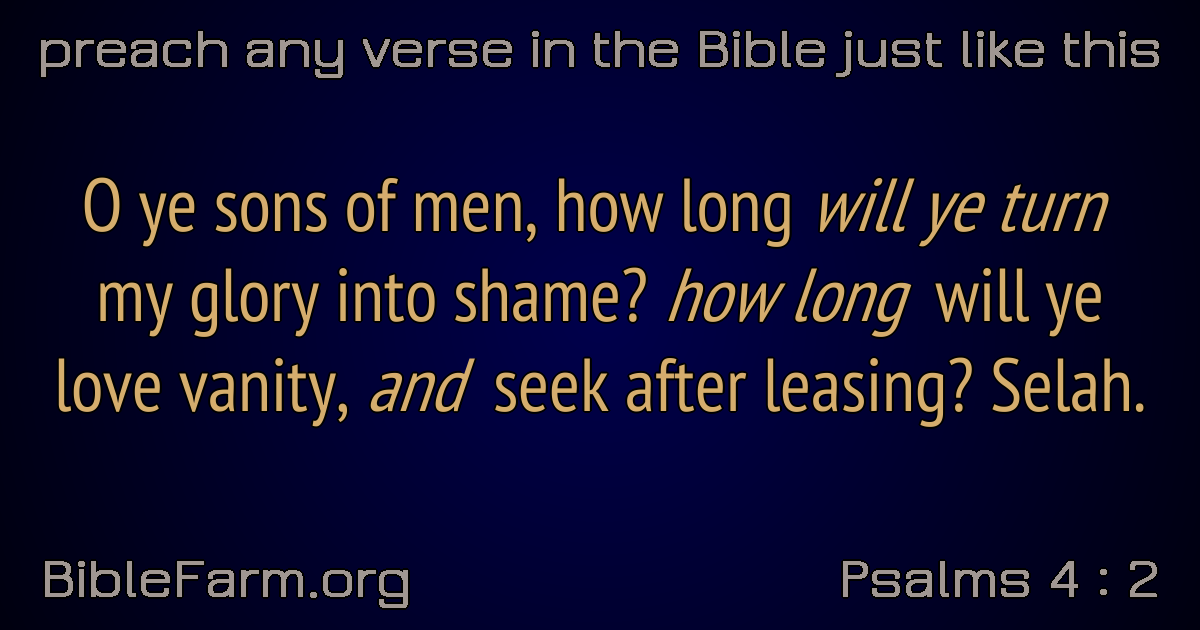 preach any verse in the Bible just like this
O ye sons of men, how long will ye turn
my glory into shame? how long will ye
love vanity, and seek after leasing? Selah.
BibleFarm.org
Psalms 4 : 2